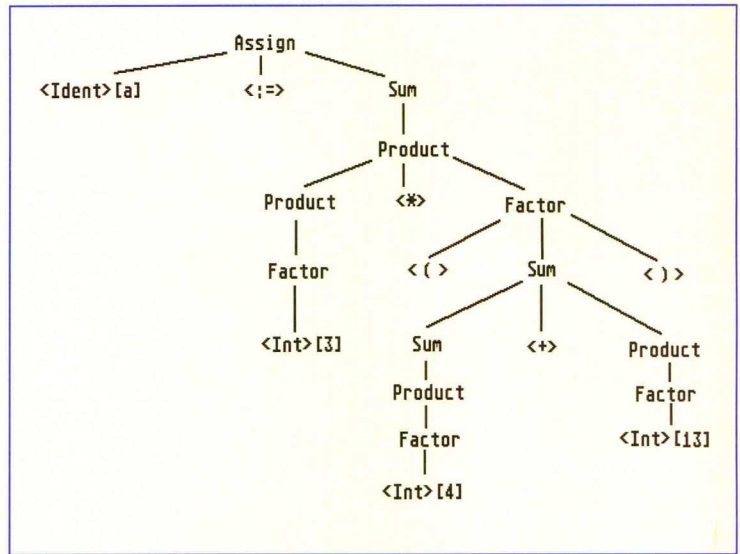 Assign
<Ident>[a] <:=> Sum
Product
Product <*> Factor
Factor <(> Sum <)>
<Int>[3] Sum <+> Product
Product Factor
Factor <Int>[13]
<Int>[4]